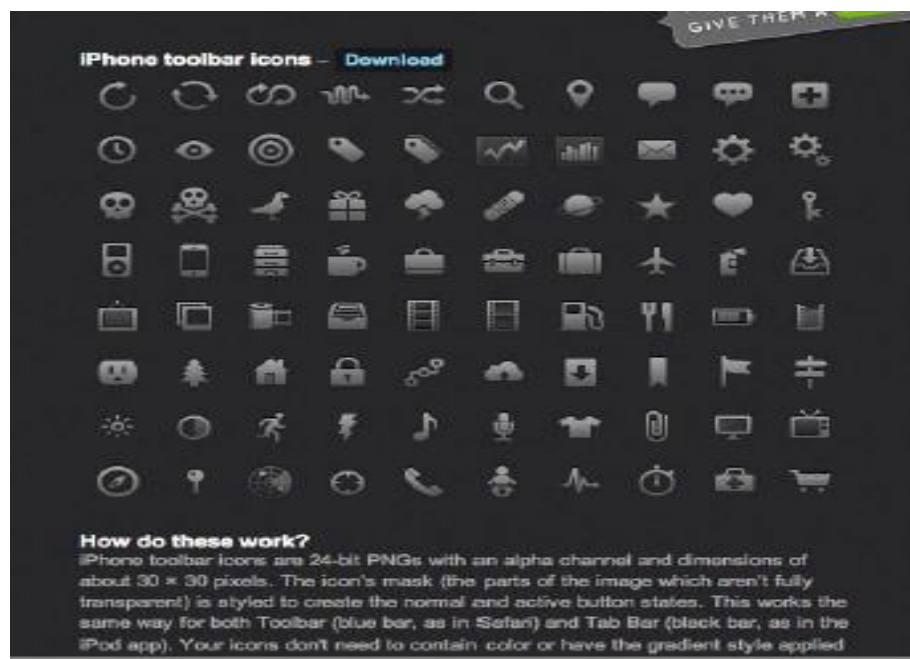 GIVE THEM A
iPhone toolbar icons – Download
How do these work?
iPhone toolbar icons are 24-bit PNGs with an alpha channel and dimensions of
about 30 × 30 pixels. The icon's mask (the parts of the image which aren't fully
transparent) is styled to create the normal and active button states. This works the
same way for both Toolbar (blue bar, as in Safari) and Tab Bar (black bar, as in the
iPod app). Your icons don't need to contain color or have the gradient style applied